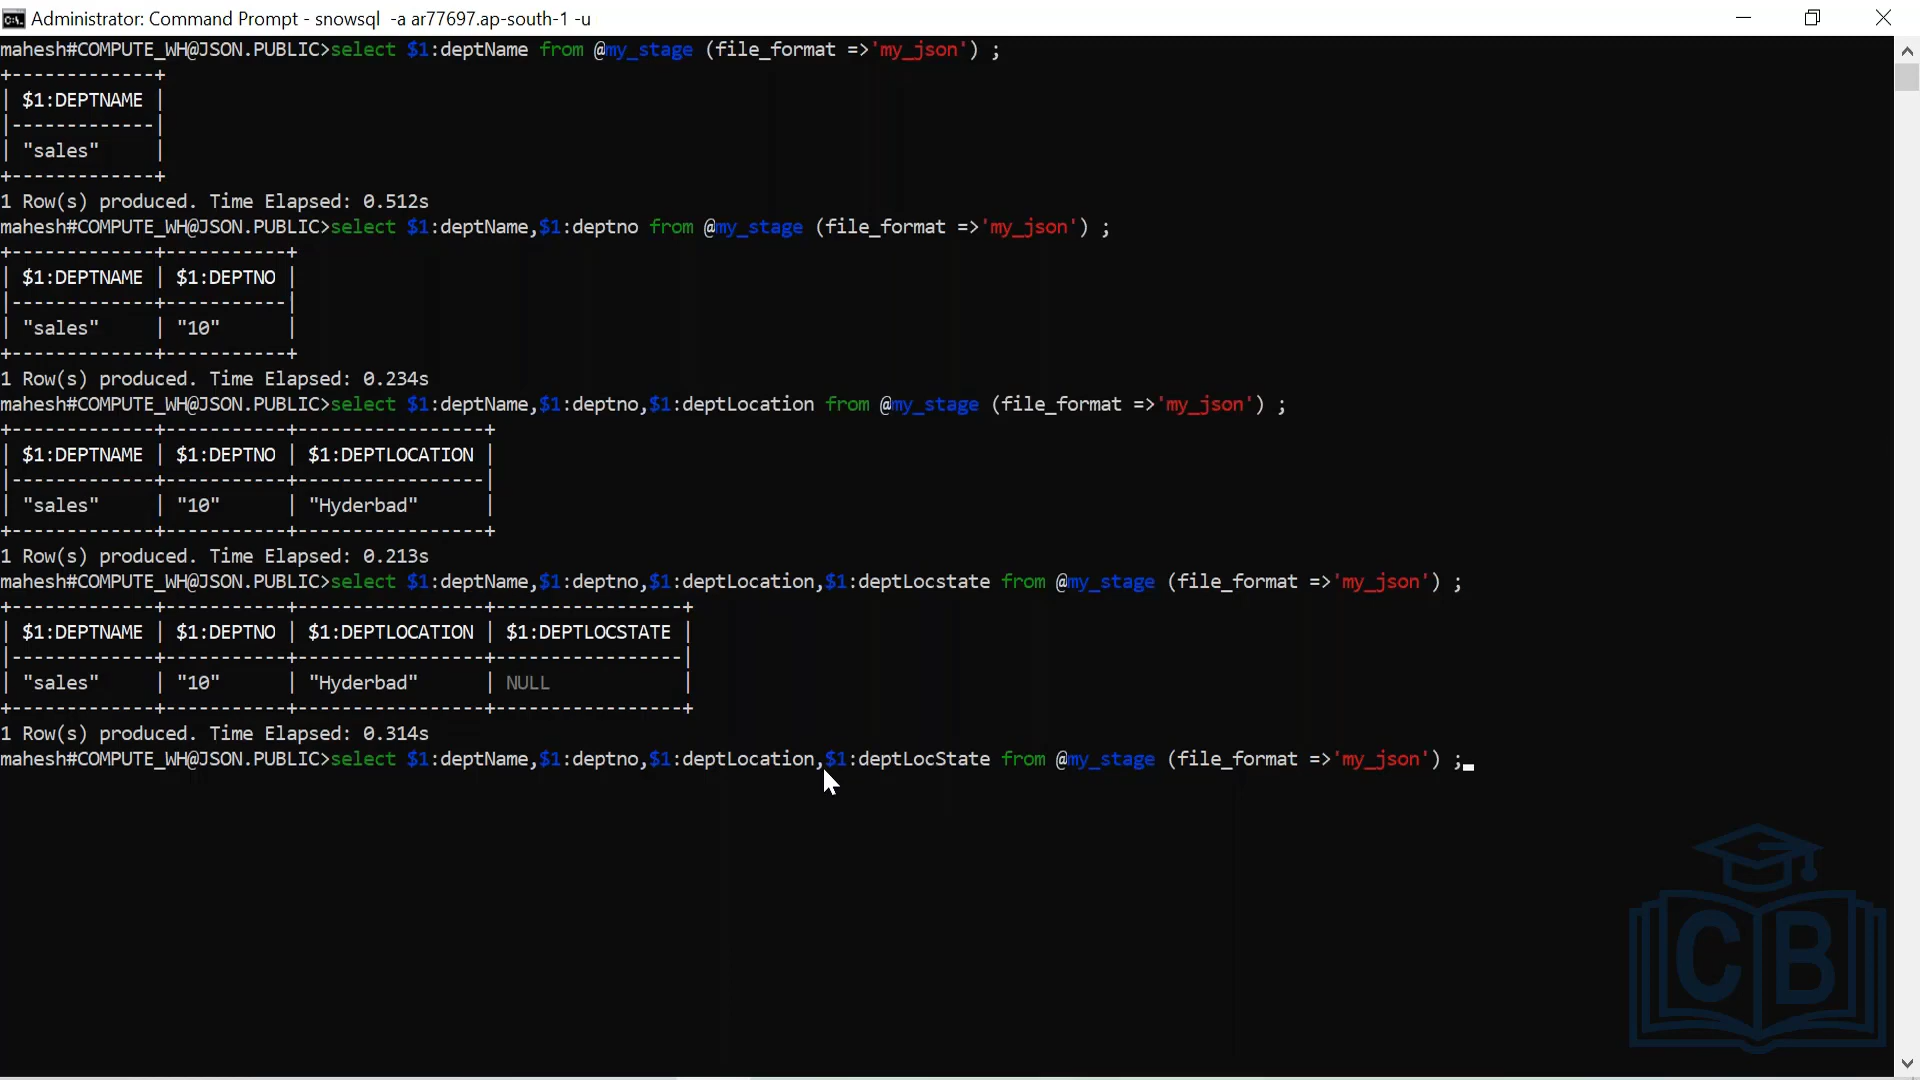 Administrator: Command Prompt - snowsql -a ar77697.ap-south-1 -u
mahesh#COMPUTE_WH@JSON.PUBLIC>select $1:deptName from @my_stage (file_format =>'my_json') ;
+-------------+
| $1:DEPTNAME |
|-------------|
| "sales"     |
+-------------+
1 Row(s) produced. Time Elapsed: 0.512s
mahesh#COMPUTE_WH@JSON.PUBLIC>select $1:deptName,$1:deptno from @my_stage (file_format =>'my_json') ;
+-------------+-----------+
| $1:DEPTNAME | $1:DEPTNO |
|-------------+-----------|
| "sales"     | "10"      |
+-------------+-----------+
1 Row(s) produced. Time Elapsed: 0.234s
mahesh#COMPUTE_WH@JSON.PUBLIC>select $1:deptName,$1:deptno,$1:deptLocation from @my_stage (file_format =>'my_json') ;
+-------------+-----------+-----------------+
| $1:DEPTNAME | $1:DEPTNO | $1:DEPTLOCATION |
|-------------+-----------+-----------------|
| "sales"     | "10"      | "Hyderbad"      |
+-------------+-----------+-----------------+
1 Row(s) produced. Time Elapsed: 0.213s
mahesh#COMPUTE_WH@JSON.PUBLIC>select $1:deptName,$1:deptno,$1:deptLocation,$1:deptLocstate from @my_stage (file_format =>'my_json') ;
+-------------+-----------+-----------------+-----------------+
| $1:DEPTNAME | $1:DEPTNO | $1:DEPTLOCATION | $1:DEPTLOCSTATE |
|-------------+-----------+-----------------+-----------------|
| "sales"     | "10"      | "Hyderbad"      | NULL            |
+-------------+-----------+-----------------+-----------------+
1 Row(s) produced. Time Elapsed: 0.314s
mahesh#COMPUTE_WH@JSON.PUBLIC>select $1:deptName,$1:deptno,$1:deptLocation,$1:deptLocState from @my_stage (file_format =>'my_json') ;
CB